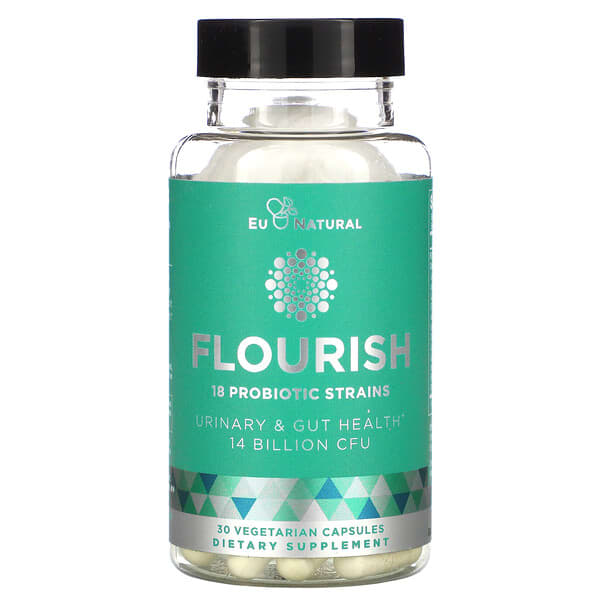 EU NATURAL
FLOURISH
18 PROBIOTIC STRAINS
URINARY & GUT HEALTH*
14 BILLION CFU
30 VEGETARIAN CAPSULES
DIETARY SUPPLEMENT